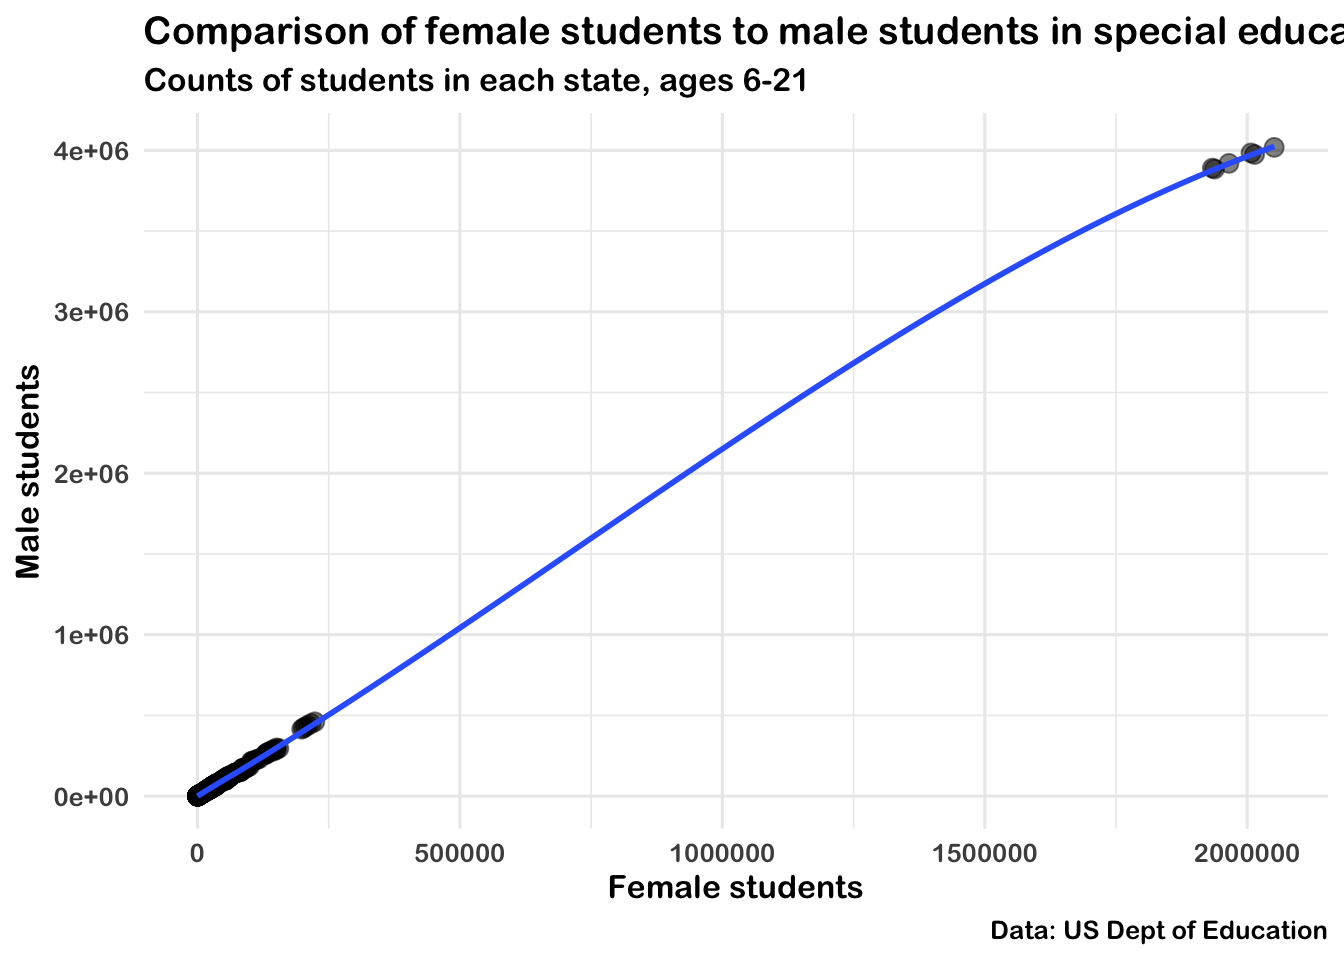 Comparison of female students to male students in special educa
Counts of students in each state, ages 6-21
4e+06
3e+06
2e+06
1e+06
0e+00
Male students
0 500000 1000000 1500000 2000000
Female students
Data: US Dept of Education